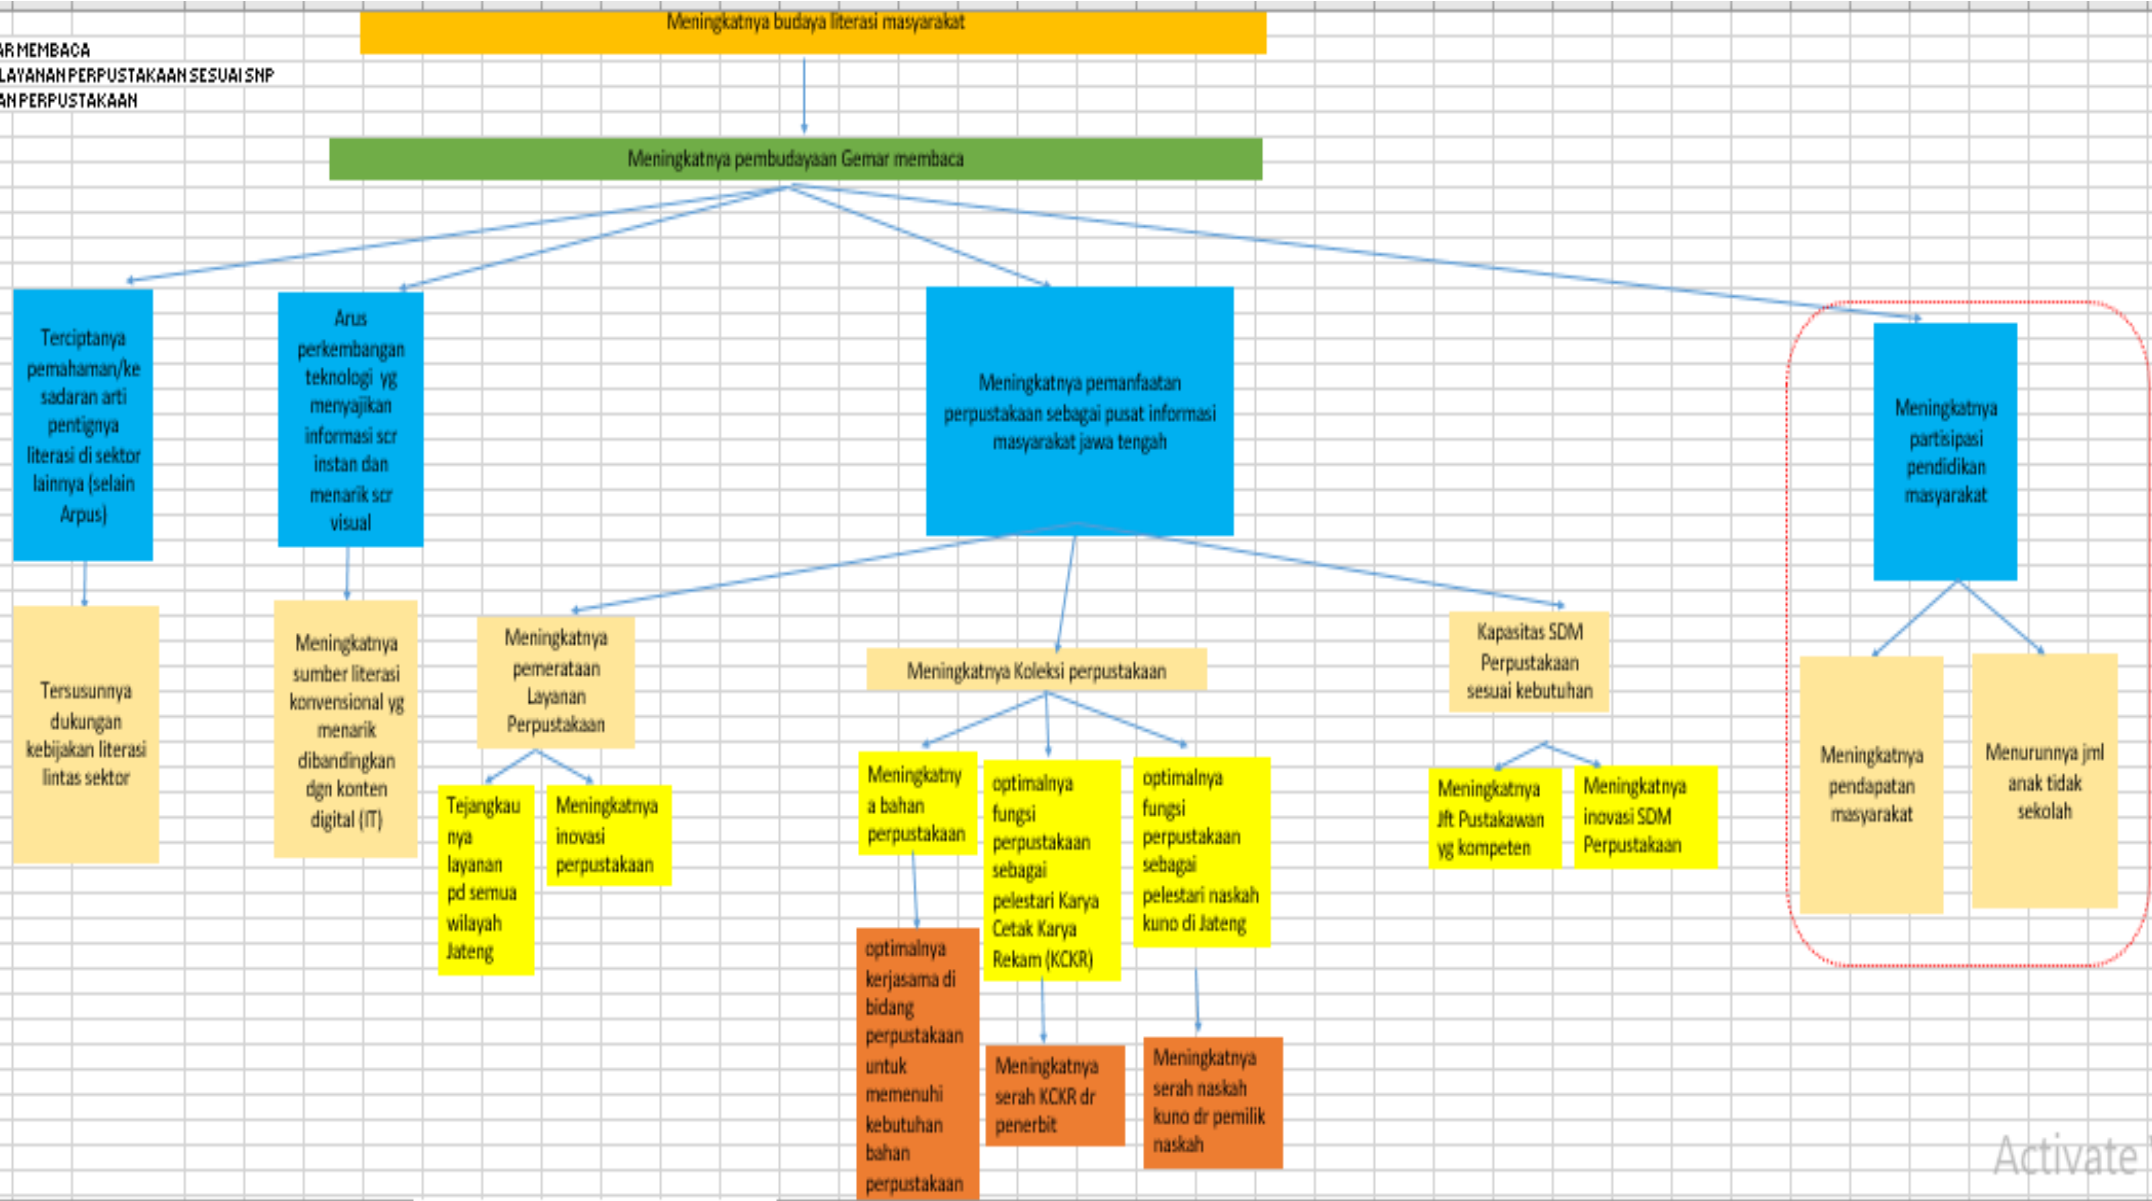 Meningkatnya budaya literasi masyarakat
AR MEMBACA
LAYANAN PERPUSTAKAAN SESUAI SNP
AN PERPUSTAKAAN
Meningkatnya pembudayaan Gemar membaca
Terciptanya
pemahaman/ke
sadaran arti
pentignya
literasi di sektor
lainnya (selain
Arpus)
Arus
perkembangan
teknologi yg
menyajikan
informasi scr
instan dan
menarik scr
visual
Meningkatnya pemanfaatan
perpustakaan sebagai pusat informasi
masyarakat jawa tengah
Meningkatnya
partisipasi
pendidikan
masyarakat
Tersusunnya
dukungan
kebijakan literasi
lintas sektor
Meningkatnya
sumber literasi
konvensional yg
menarik
dibandingkan
dgn konten
digital (IT)
Meningkatnya
pemerataan
Layanan
Perpustakaan
Meningkatnya Koleksi perpustakaan
Kapasitas SDM
Perpustakaan
sesuai kebutuhan
Meningkatnya
pendapatan
masyarakat
Menurunnya jml
anak tidak
sekolah
Tejangkau
nya
layanan
pd semua
wilayah
Jateng
Meningkatnya
inovasi
perpustakaan
Meningkatny
a bahan
perpustakaan
optimalnya
fungsi
perpustakaan
sebagai
pelestari Karya
Cetak Karya
Rekam (KCKR)
optimalnya
fungsi
perpustakaan
sebagai
pelestari naskah
kuno di Jateng
Meningkatnya
Jft Pustakawan
yg kompeten
Meningkatnya
inovasi SDM
Perpustakaan
optimalnya
kerjasama di
bidang
perpustakaan
untuk
memenuhi
kebutuhan
bahan
perpustakaan
Meningkatnya
serah KCKR dr
penerbit
Meningkatnya
serah naskah
kuno dr pemilik
naskah
Activate